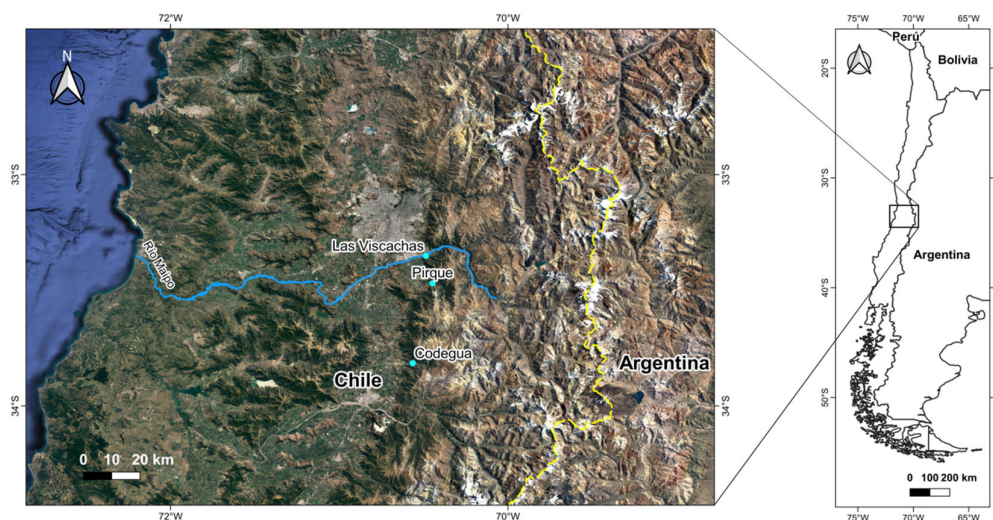 72°W
70°W
N
33°S
34°S
Río Maipo
Las Viscachas
Pirque
Codegua
Chile
Argentina
0 10 20 km
72°W
70°W
33°S
34°S
75°W 70°W 65°W
Perú
Bolivia
20°S
30°S
40°S
50°S
Argentina
20°S
30°S
40°S
50°S
0 100 200 km
75°W 70°W 65°W